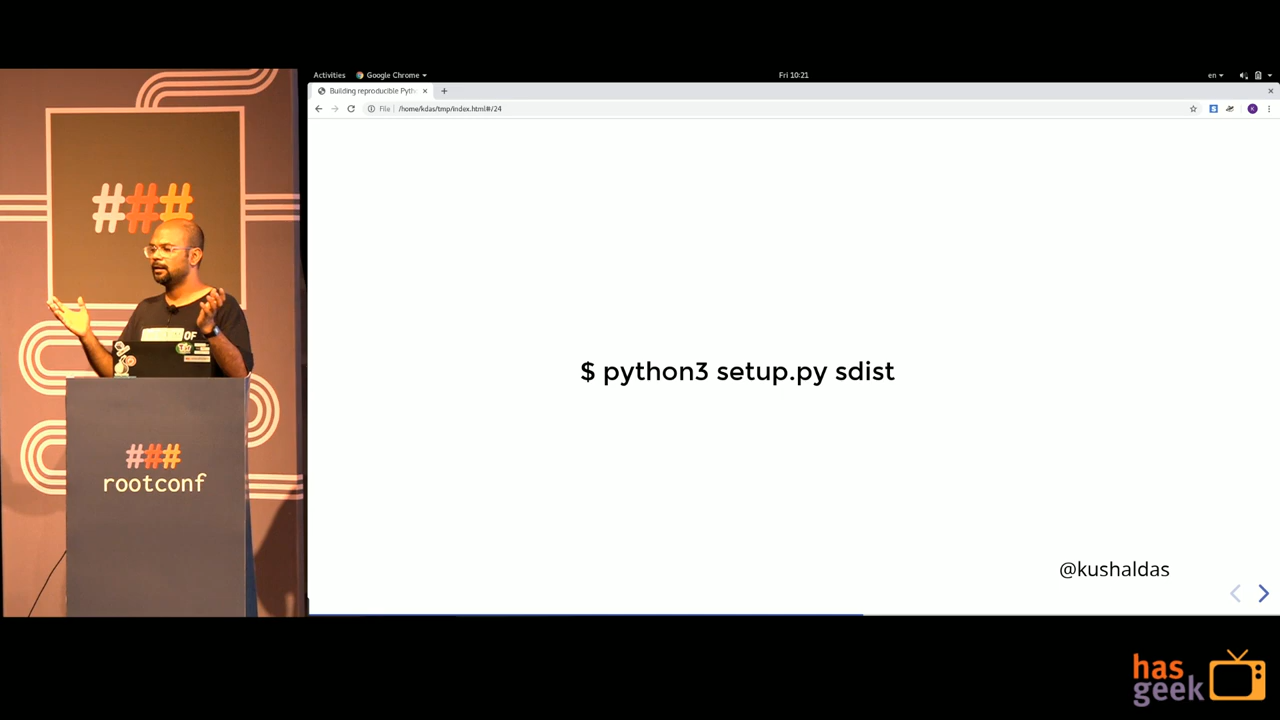 Activities
Google Chrome
Fri 10:21
en
Building reproducible Pyth
File
/home/kdas/tmp/index.html#/24
###
OF
$ python3 setup.py sdist
###
rootconf
@kushaldas
has
geek